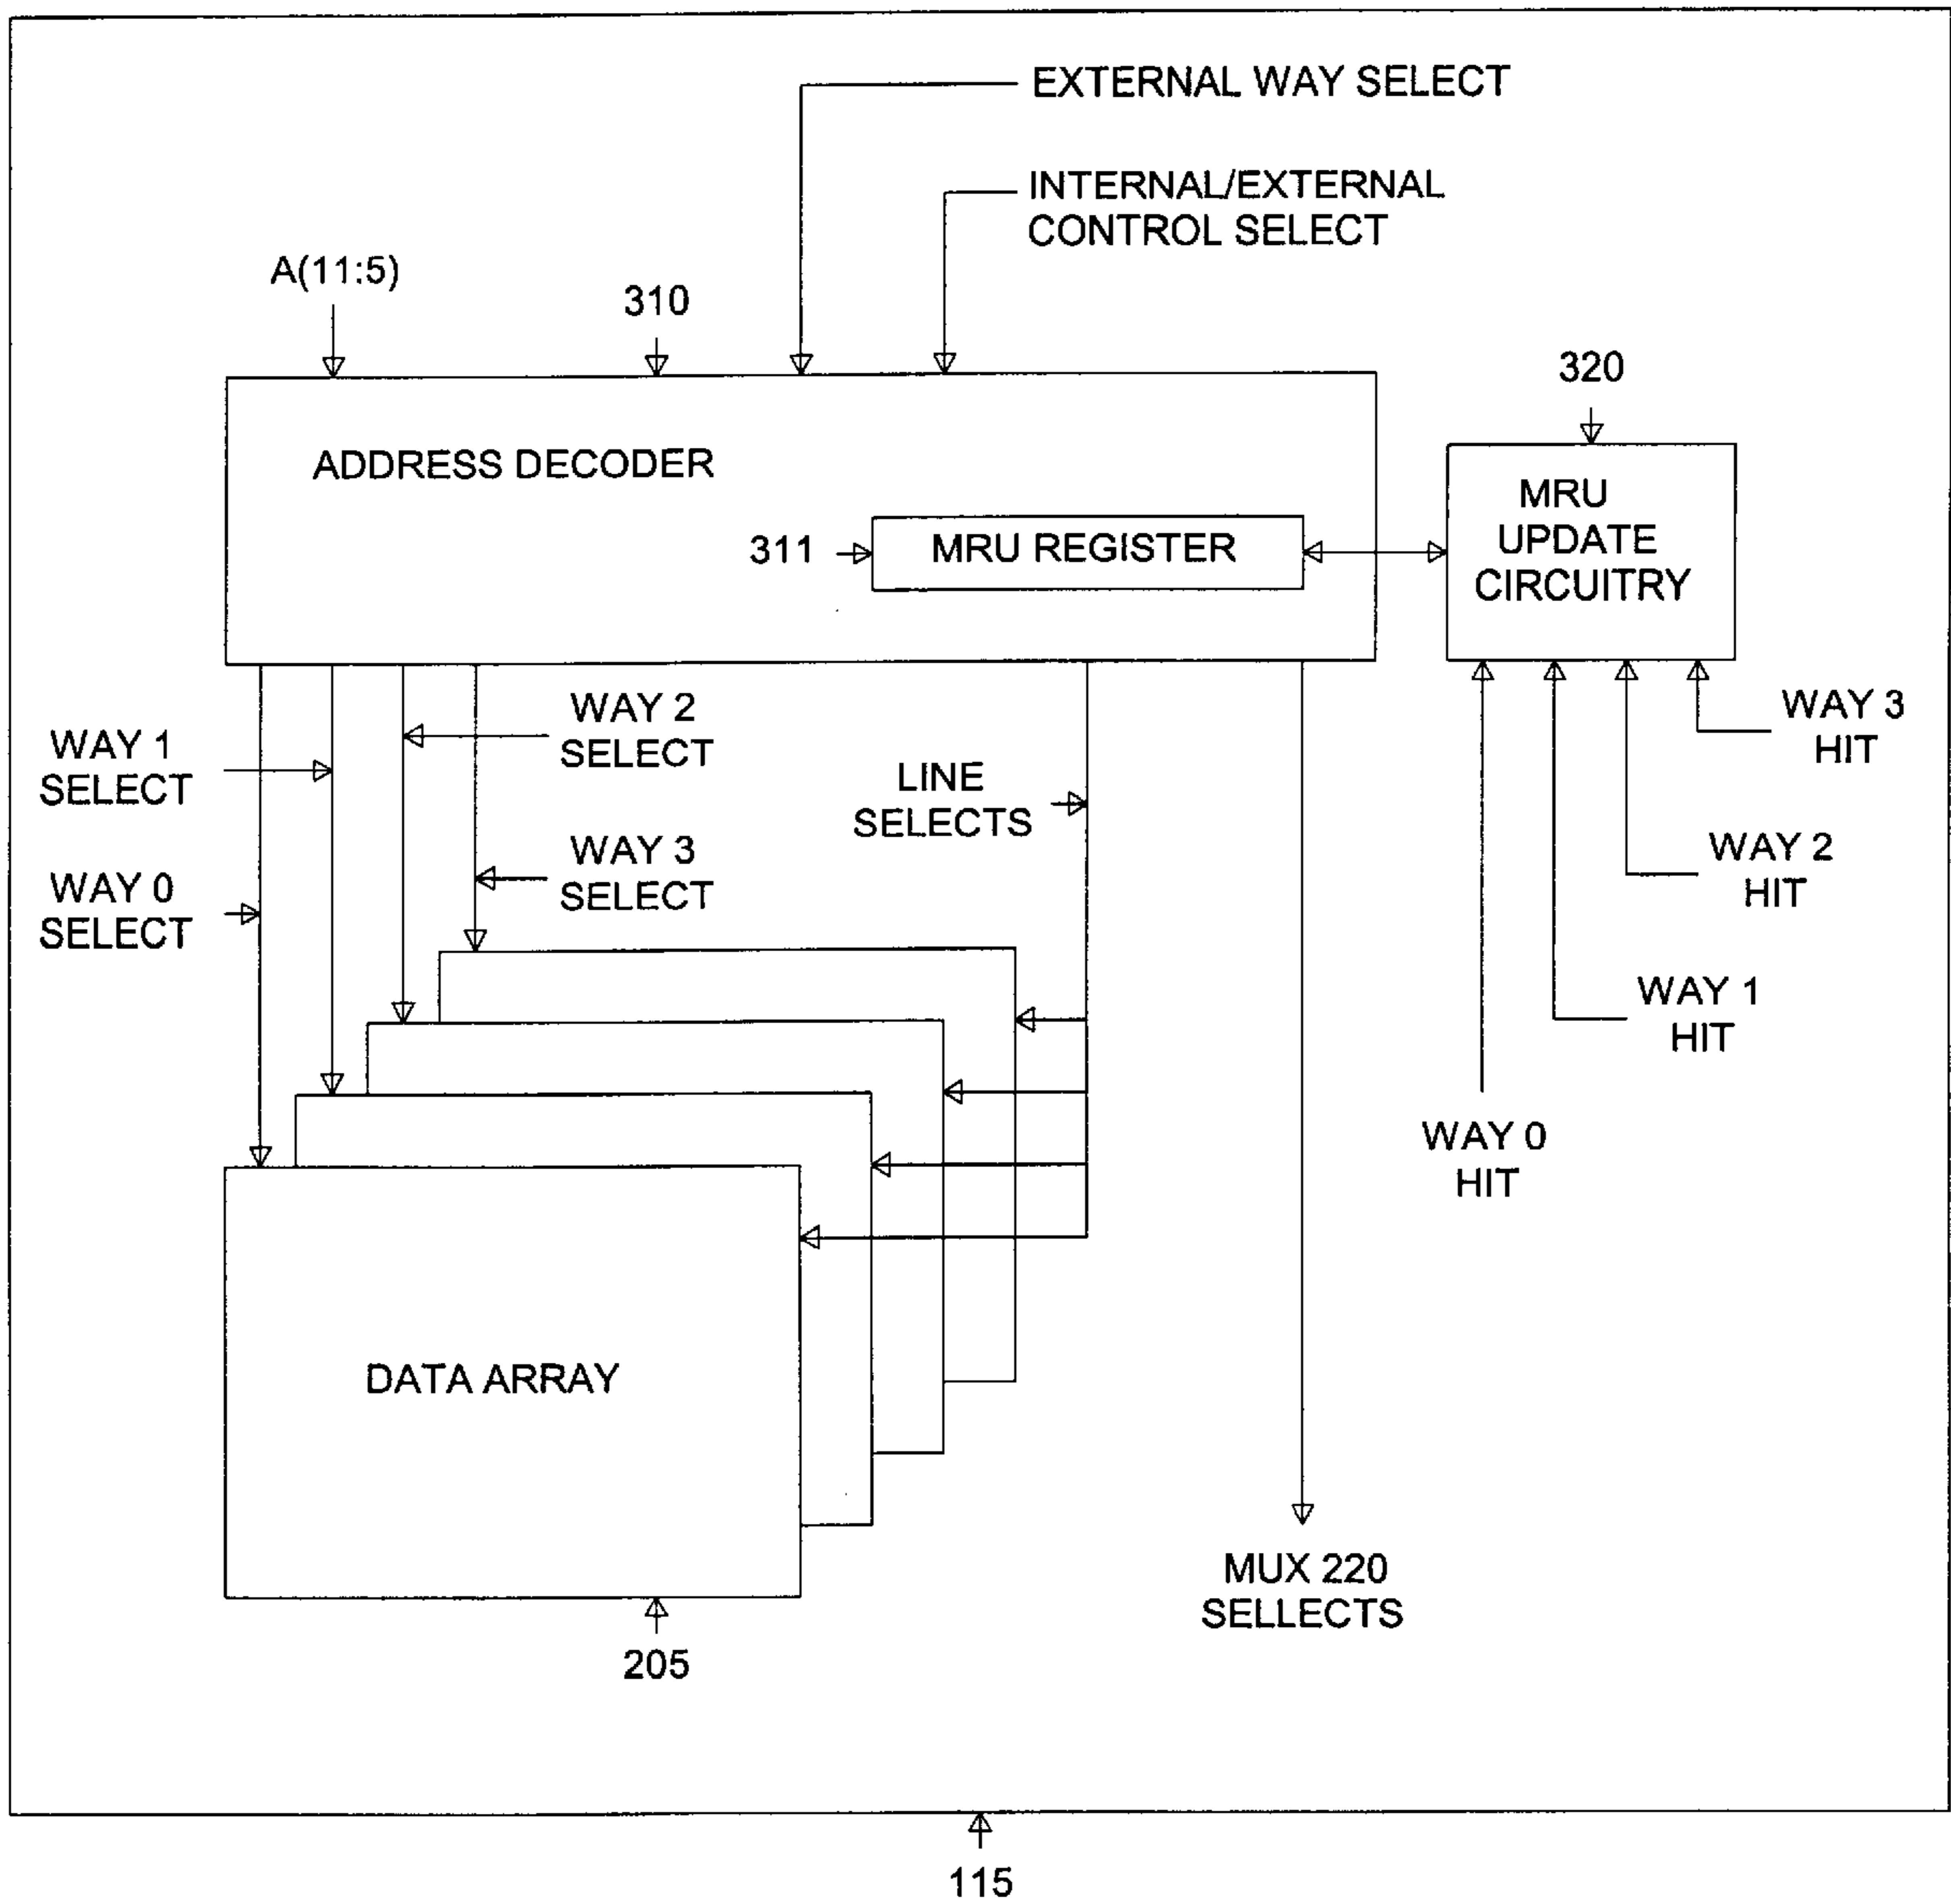 EXTERNAL WAY SELECT
INTERNAL/EXTERNAL
CONTROL SELECT
A(11:5)
310
320
ADDRESS DECODER
MRU
UPDATE
CIRCUITRY
311
MRU REGISTER
WAY 2
SELECT
WAY 1
SELECT
WAY 3
HIT
LINE
SELECTS
WAY 3
SELECT
WAY 2
HIT
WAY 0
SELECT
WAY 1
HIT
WAY 0
HIT
DATA ARRAY
MUX 220
SELLECTS
205
115